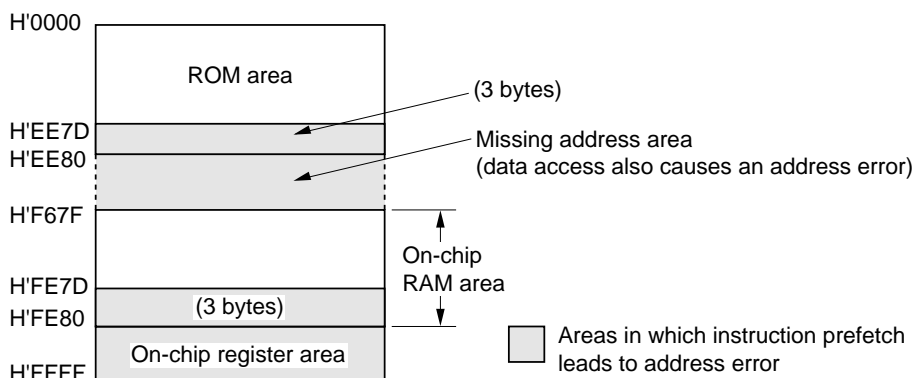 H'0000
ROM area
(3 bytes)
H'EE7D
Missing address area
H'EE80
(data access also causes an address error)
H'F67F
On-chip
RAM area
H'FE7D
(3 bytes)
H'FE80
On-chip register area
Areas in which instruction prefetch
leads to address error